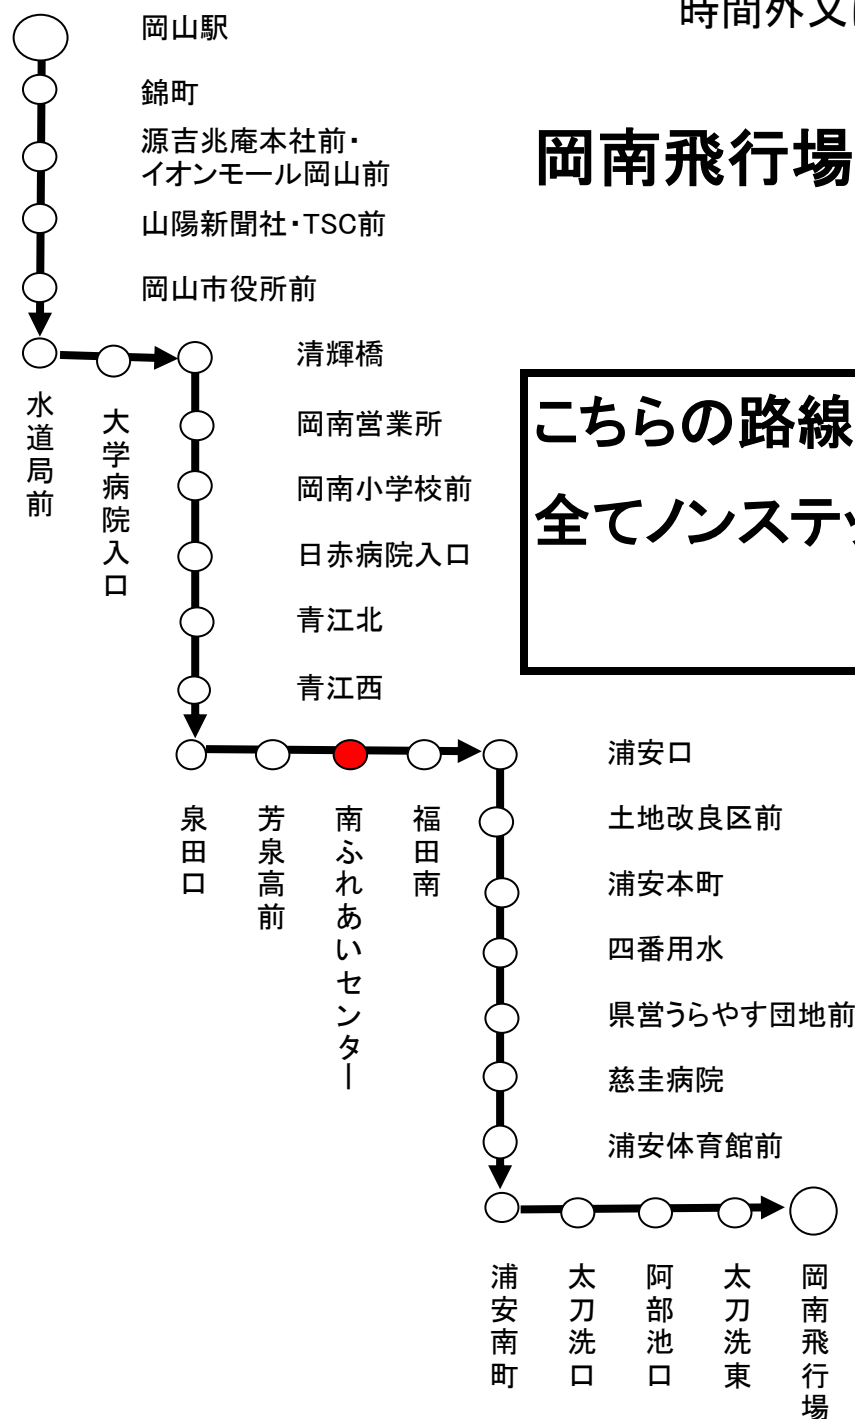 時間外又は
岡山駅
錦町
源吉兆庵本社前・
イオンモール岡山前
山陽新聞社・TSC前
岡山市役所前
岡南飛行場
水道局前
大学病院入口
清輝橋
岡南営業所
岡南小学校前
日赤病院入口
青江北
青江西
こちらの路線
全てノンステッ
泉田口
芳泉高前
南ふれあいセンター
福田南
浦安口
土地改良区前
浦安本町
四番用水
県営うらやす団地前
慈圭病院
浦安体育館前
浦安南町
太刀洗口
阿部池口
太刀洗東
岡南飛行場